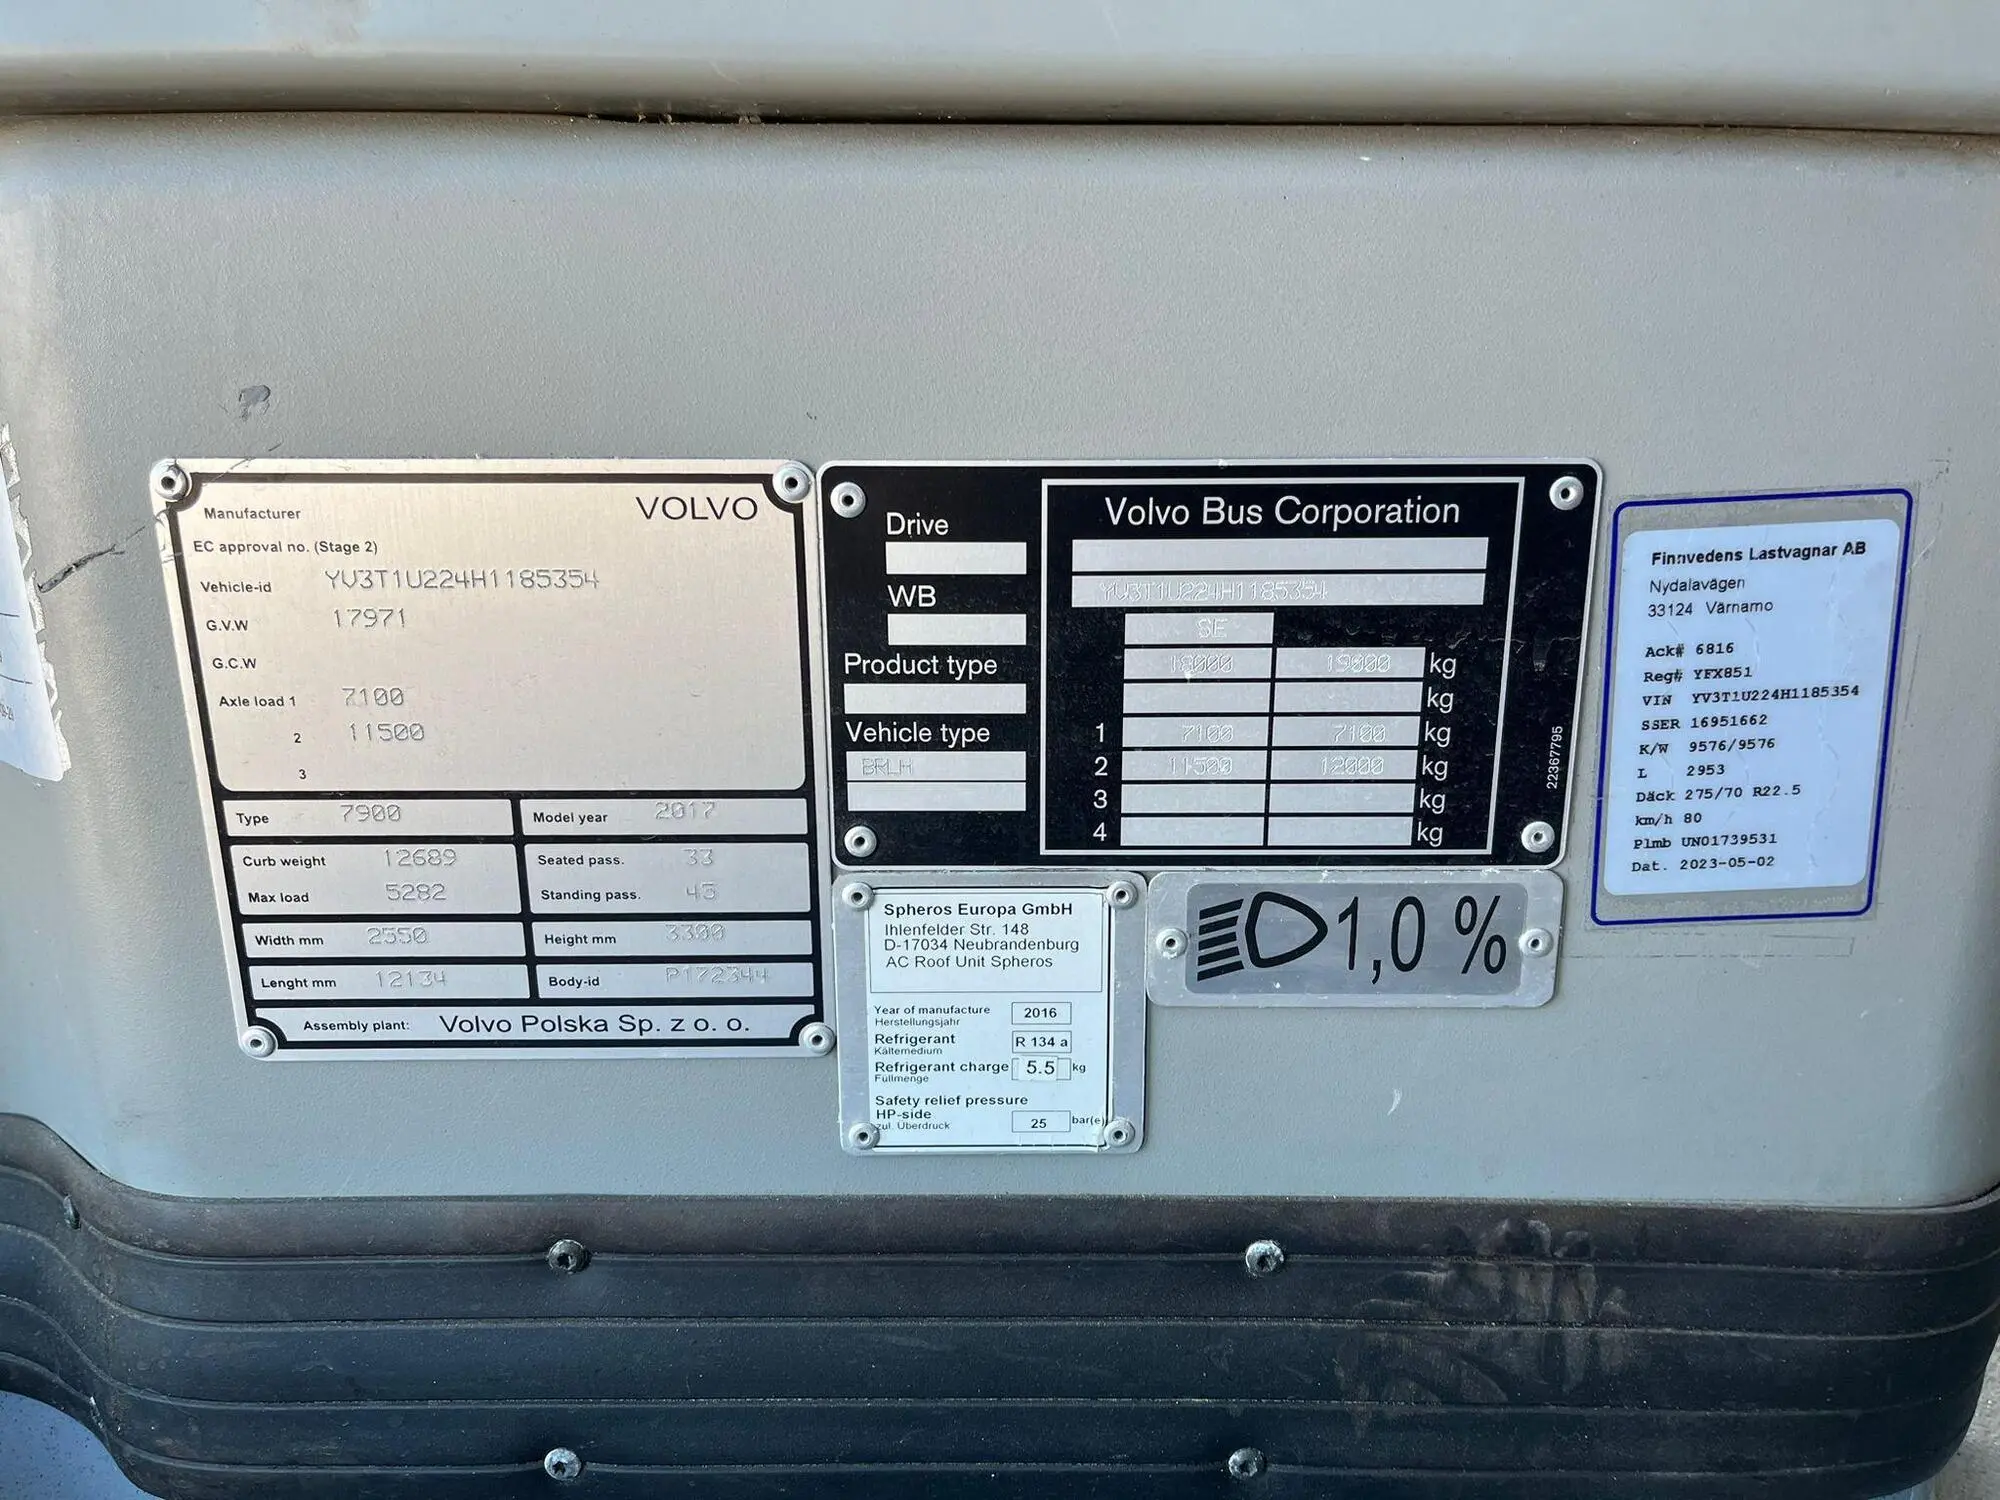 Manufacturer VOLVO
EC approval no. (Stage 2)
Vehicle-id YV3T1U224H1185354
G.V.W 17971
G.C.W
Axle load 1 7100
2 11500
3
Type 7900 Model year 2017
Curb weight 12689 Seated pass. 33
Max load 5282 Standing pass. 45
Width mm 2550 Height mm 3300
Lenght mm 12134 Body-id P172344
Assembly plant: Volvo Polska Sp. z o. o.
Drive
WB
Product type
Vehicle type
BRLH
Volvo Bus Corporation
YV3T1U224H1185354
SE
18000 19000 kg
kg
1 7100 7100 kg
2 11500 12000 kg
3 kg
4 kg
22367795
Spheros Europa GmbH
Ihlenfelder Str. 148
D-17034 Neubrandenburg
AC Roof Unit Spheros
Year of manufacture 2016
Herstellungsjahr
Refrigerant R 134 a
Kältemedium
Refrigerant charge 5.5 kg
Füllmenge
Safety relief pressure
HP-side
zul. Überdruck 25 bar(e)
1,0 %
Finnvedens Lastvagnar AB
Nydalavägen
33124 Värnamo
Ack# 6816
Reg# YFX851
VIN YV3T1U224H1185354
SSER 16951662
K/W 9576/9576
L 2953
Däck 275/70 R22.5
km/h 80
Plmb UN01739531
Dat. 2023-05-02